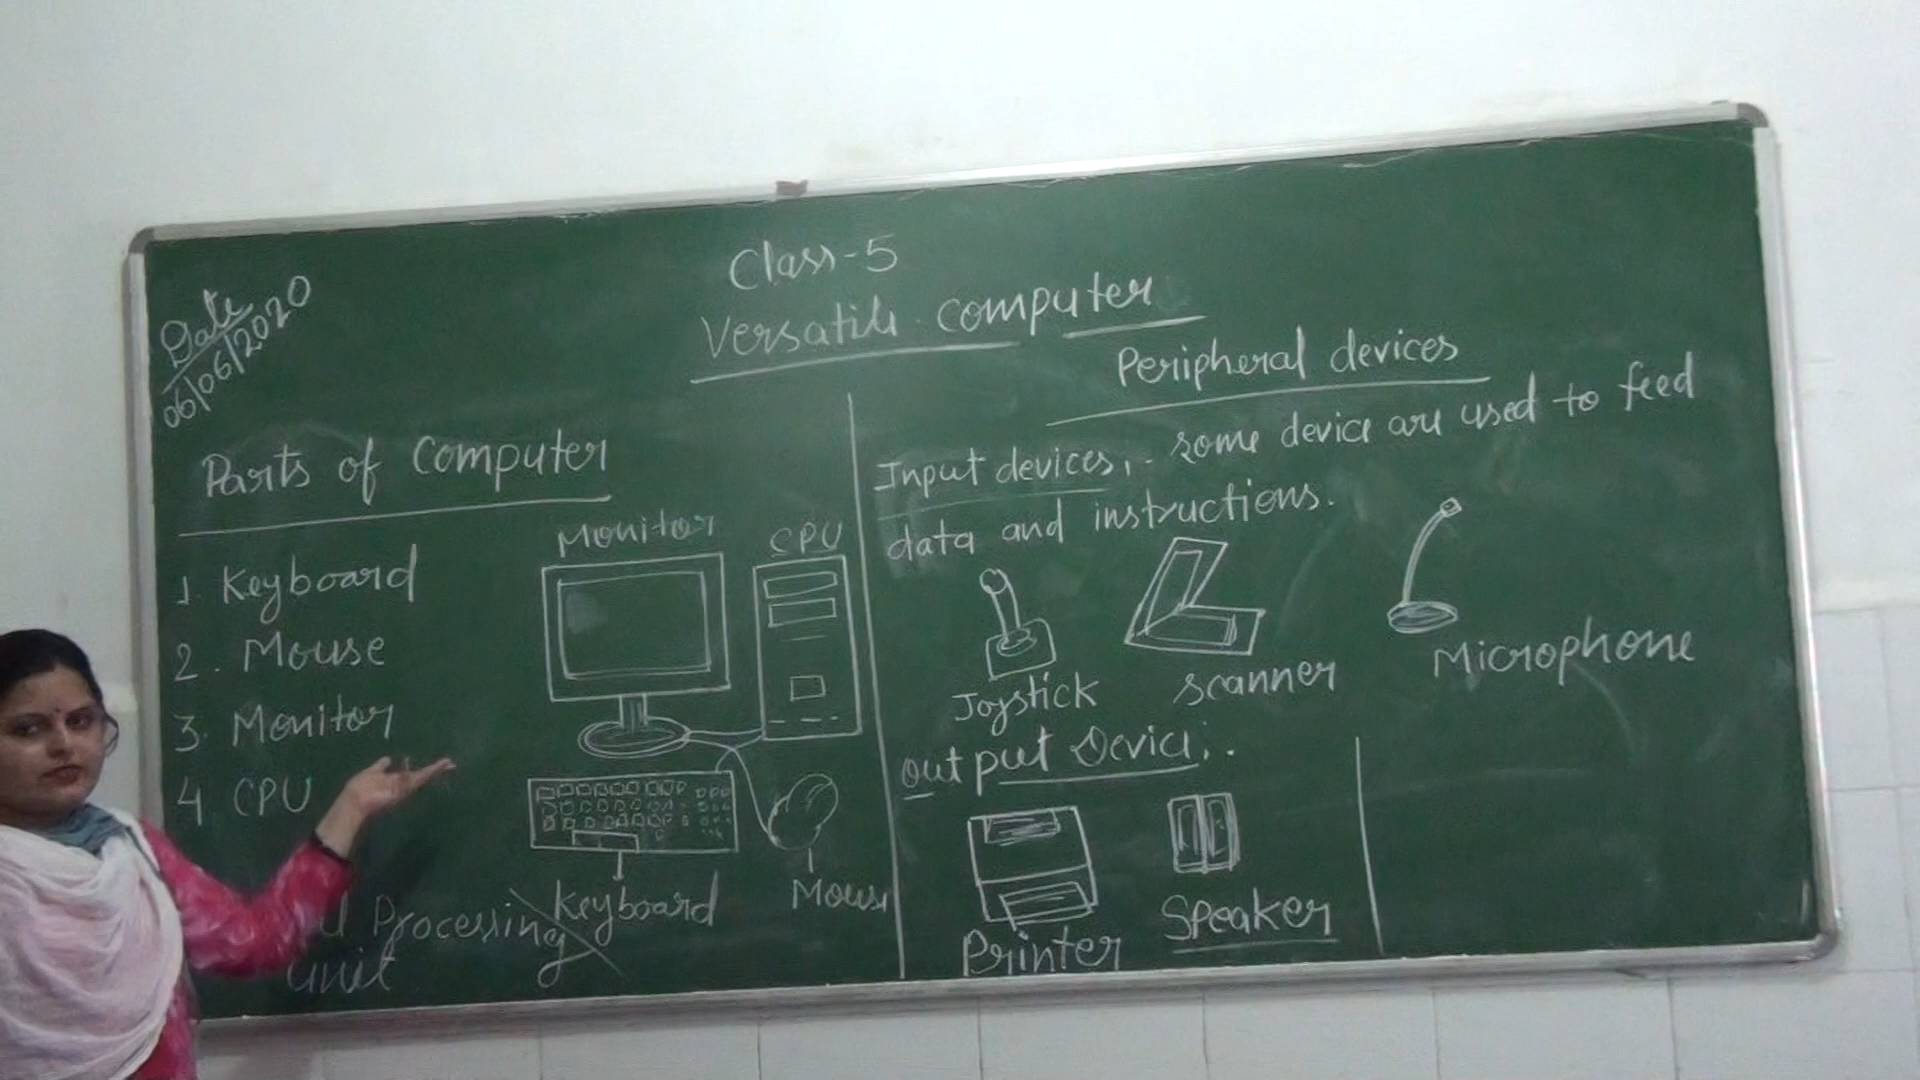 Date
06/06/2020
Class-5
Versatile computer
Parts of Computer
1. Keyboard
2. Mouse
3. Monitor
4. CPU
Processing
Unit
Monitor
CPU
Keyboard
Mouse
Peripheral devices
Input devices,- some device are used to feed
data and instructions.
Joystick
Scanner
Microphone
Output Device:.
Printer
Speaker